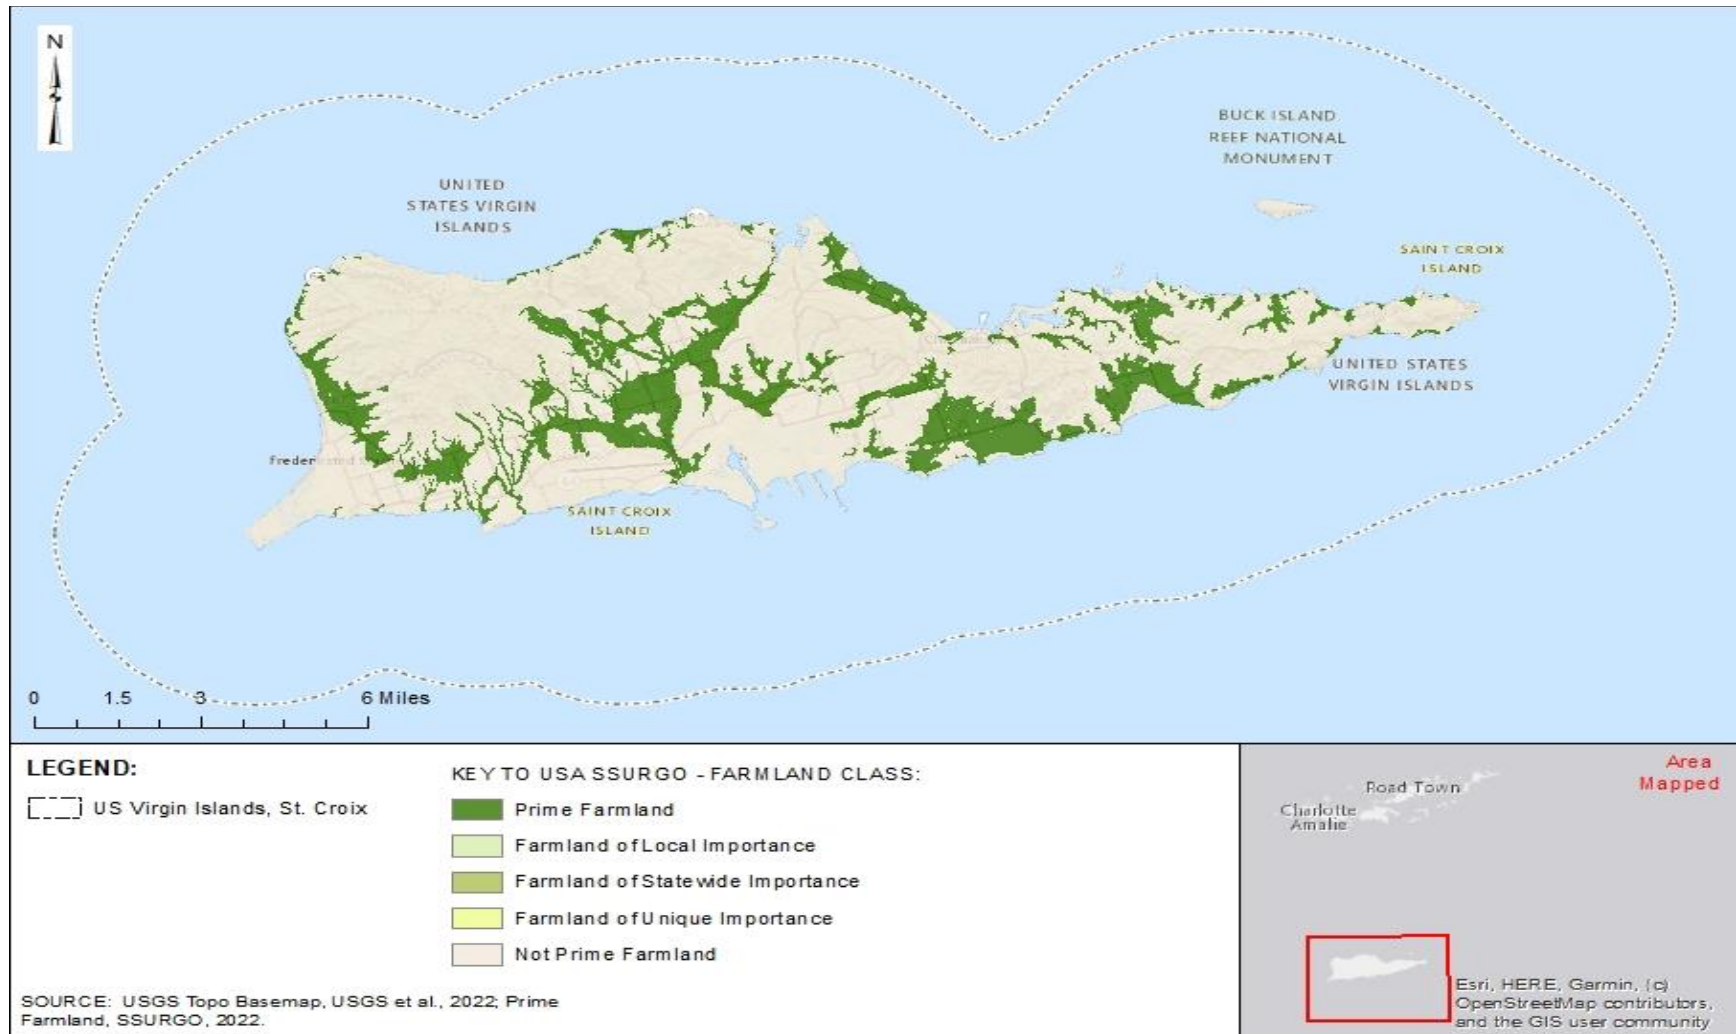 N
BUCK ISLAND
REEF NATIONAL
MONUMENT
UNITED
STATES VIRGIN
ISLANDS
SAINT CROIX
ISLAND
UNITED STATES
VIRGIN ISLANDS
SAINT CROIX
ISLAND
0 1.5 3 6 Miles
LEGEND:
US Virgin Islands, St. Croix
KEY TO USA SSURGO - FARMLAND CLASS:
Prime Farmland
Farmland of Local Importance
Farmland of Statewide Importance
Farmland of Unique Importance
Not Prime Farmland
SOURCE: USGS Topo Basemap, USGS et al., 2022; Prime
Farmland, SSURGO, 2022.
Area
Mapped
Road Town
Charlotte
Amalie
Esri, HERE, Garmin, (c)
OpenStreetMap contributors,
and the GIS user community